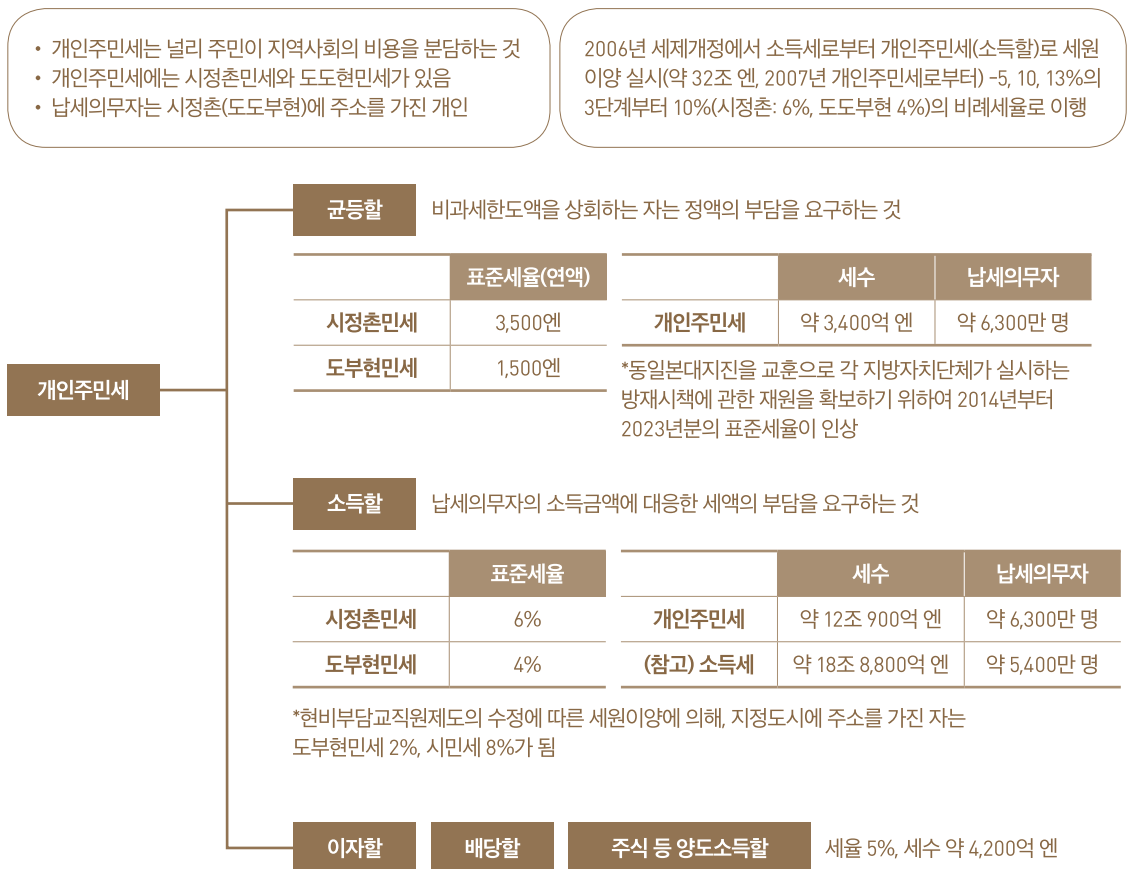 • 개인주민세는 널리 주민이 지역사회의 비용을 분담하는 것
• 개인주민세에는 시정촌민세와 도도현민세가 있음
• 납세의무자는 시정촌(도도부현)에 주소를 가진 개인
2006년 세제개정에서 소득세로부터 개인주민세(소득할)로 세원
이양 실시(약 32조 엔, 2007년 개인주민세로부터) -5, 10, 13%의
3단계부터 10%(시정촌: 6%, 도도부현 4%)의 비례세율로 이행
개인주민세
균등할 비과세한도액을 상회하는 자는 정액의 부담을 요구하는 것
표준세율(연액)
시정촌민세 3,500엔
도부현민세 1,500엔
세수 납세의무자
개인주민세 약 3,400억 엔 약 6,300만 명
*동일본대지진을 교훈으로 각 지방자치단체가 실시하는
방재시책에 관한 재원을 확보하기 위하여 2014년부터
2023년분의 표준세율이 인상
소득할 납세의무자의 소득금액에 대응한 세액의 부담을 요구하는 것
표준세율
시정촌민세 6%
도부현민세 4%
세수 납세의무자
개인주민세 약 12조 900억 엔 약 6,300만 명
(참고) 소득세 약 18조 8,800억 엔 약 5,400만 명
*현비부담교직원제도의 수정에 따른 세원이양에 의해, 지정도시에 주소를 가진 자는
도부현민세 2%, 시민세 8%가 됨
이자할 배당할 주식 등 양도소득할 세율 5%, 세수 약 4,200억 엔